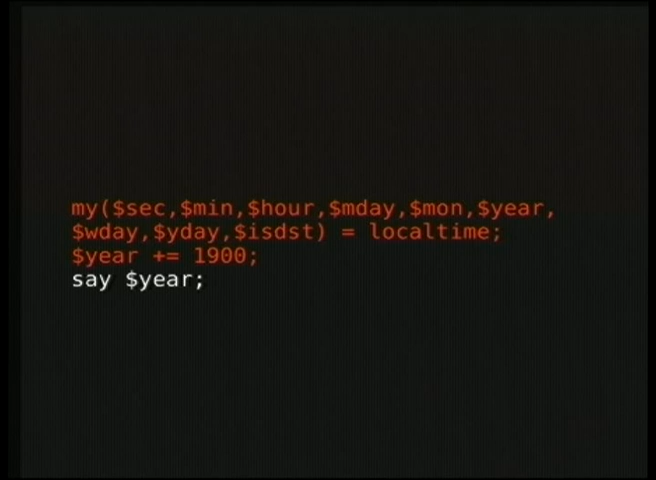 my($sec,$min,$hour,$mday,$mon,$year,
$wday,$yday,$isdst) = localtime;
$year += 1900;
say $year;